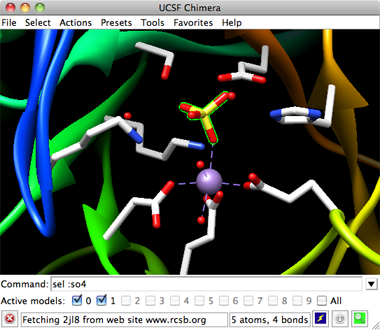 UCSF Chimera
File Select Actions Presets Tools Favorites Help
Command: sel :so4
Active models: 0 1 2 3 4 5 6 7 8 9 All
Fetching 2jl8 from web site www.rcsb.org 5 atoms, 4 bonds